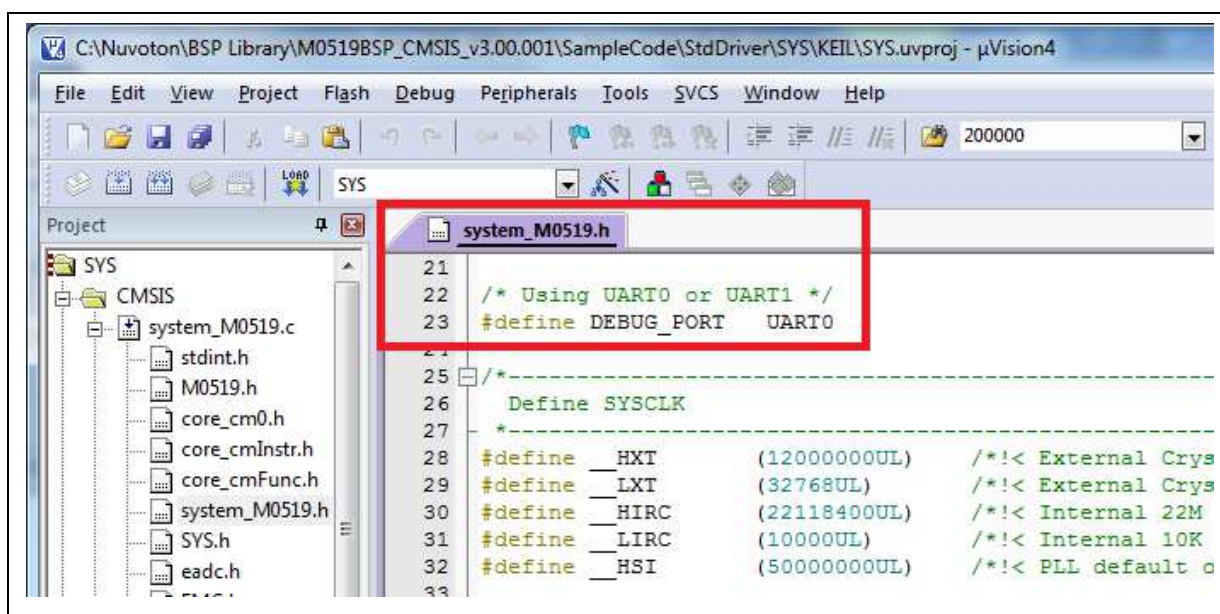 C:\Nuvoton\BSP Library\M0519BSP_CMSIS_v3.00.001\SampleCode\StdDriver\SYS\KEIL\SYS.uvproj - µVision4
File Edit View Project Flash Debug Peripherals Tools SVCS Window Help
200000
LOAD SYS
Project
system_M0519.h
SYS
CMSIS
system_M0519.c
stdint.h
M0519.h
core_cm0.h
core_cmInstr.h
core_cmFunc.h
system_M0519.h
SYS.h
eadc.h
21
22 /* Using UART0 or UART1 */
23 #define DEBUG_PORT UART0
24
25 /*----------------------------------------------------
26 Define SYSCLK
27 *----------------------------------------------------
28 #define __HXT (12000000UL) /*!< External Crys
29 #define __LXT (32768UL) /*!< External Crys
30 #define __HIRC (22118400UL) /*!< Internal 22M
31 #define __LIRC (10000UL) /*!< Internal 10K
32 #define __HSI (50000000UL) /*!< PLL default o
33